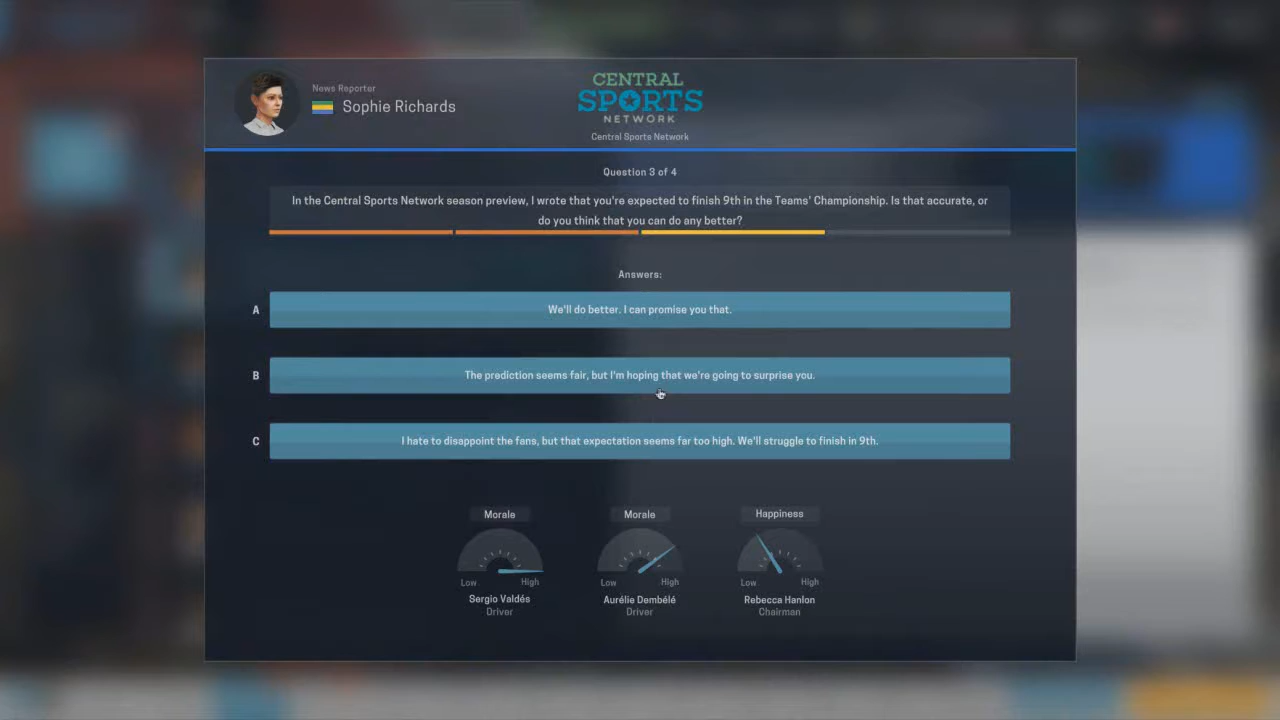 News Reporter
Sophie Richards
CENTRAL
SPORTS
NETWORK
Central Sports Network
Question 3 of 4
In the Central Sports Network season preview, I wrote that you're expected to finish 9th in the Teams' Championship. Is that accurate, or
do you think that you can do any better?
Answers:
A
We'll do better. I can promise you that.
B
The prediction seems fair, but I'm hoping that we're going to surprise you.
C
I hate to disappoint the fans, but that expectation seems far too high. We'll struggle to finish in 9th.
Morale
Morale
Happiness
Low High
Low High
Low High
Sergio Valdés
Driver
Aurélie Dembélé
Driver
Rebecca Hanlon
Chairman